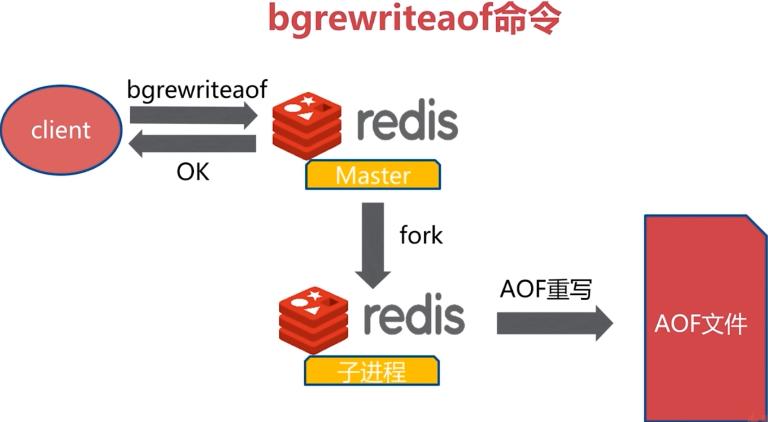 bgrewriteaof命令
bgrewriteaof
client
redis
OK
Master
fork
redis
AOF重写
AOF文件
子进程